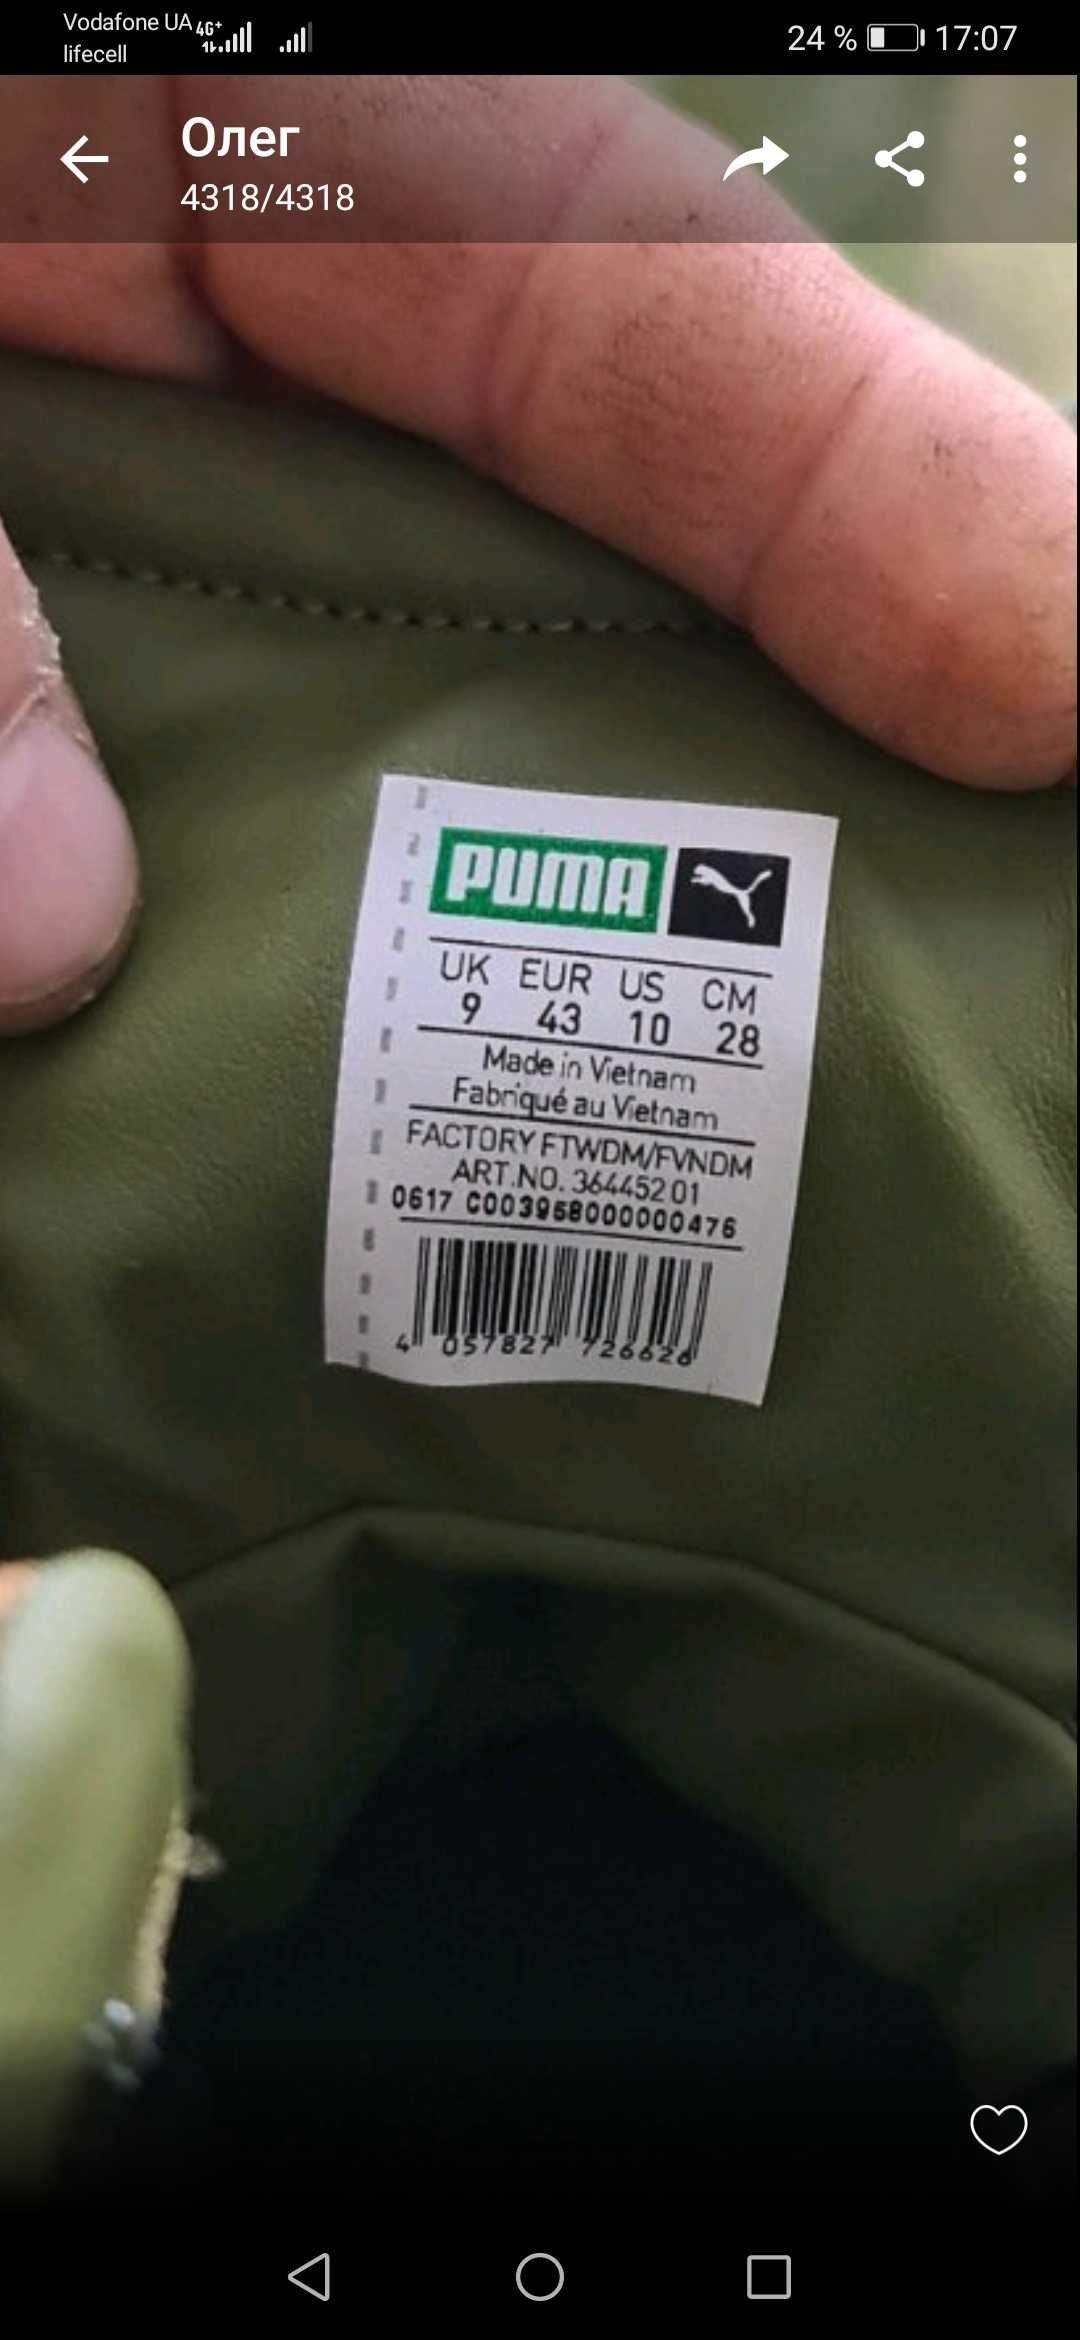 Vodafone UA 4G+
lifecell
24 % 17:07
Олег
4318/4318
PUMA
UK EUR US CM
9 43 10 28
Made in Vietnam
Fabriqué au Vietnam
FACTORY FTWDM/FVNDM
ART.NO. 364452 01
0617 C003958000000476
4 057827 726626